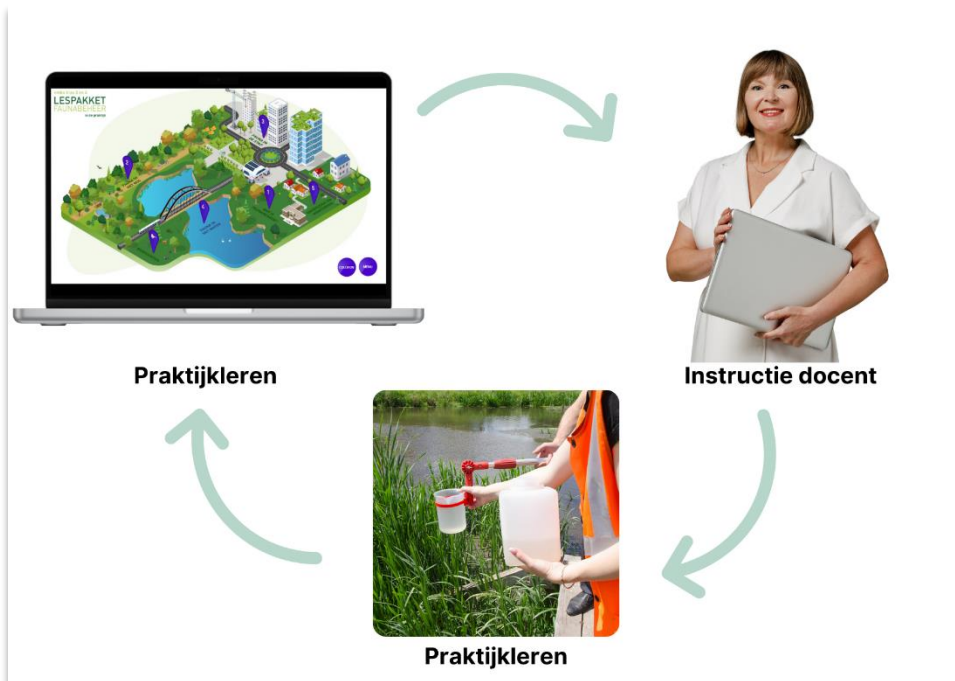 LESPAKKET
FAUNABEHEER
Praktijkleren
Instructie docent
Praktijkleren